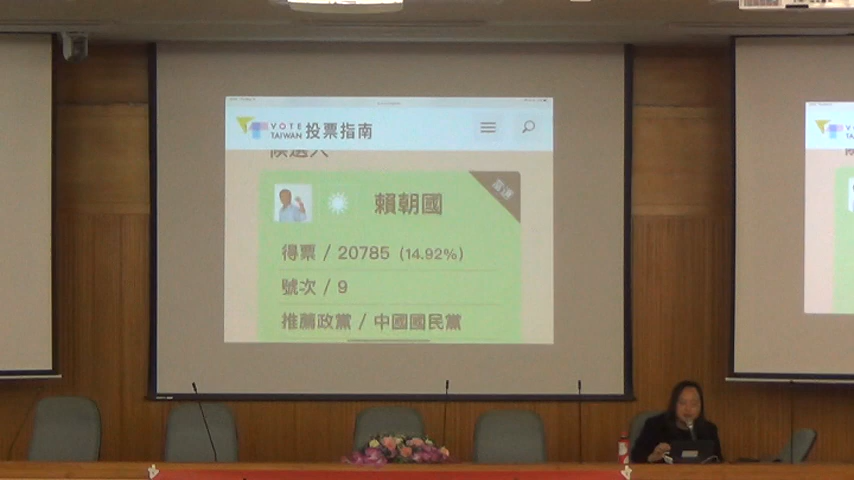 VOTE
TAIWAN 投票指南
候選人
賴朝國
當選
得票 / 20785 (14.92%)
號次 / 9
推薦政黨 / 中國國民黨